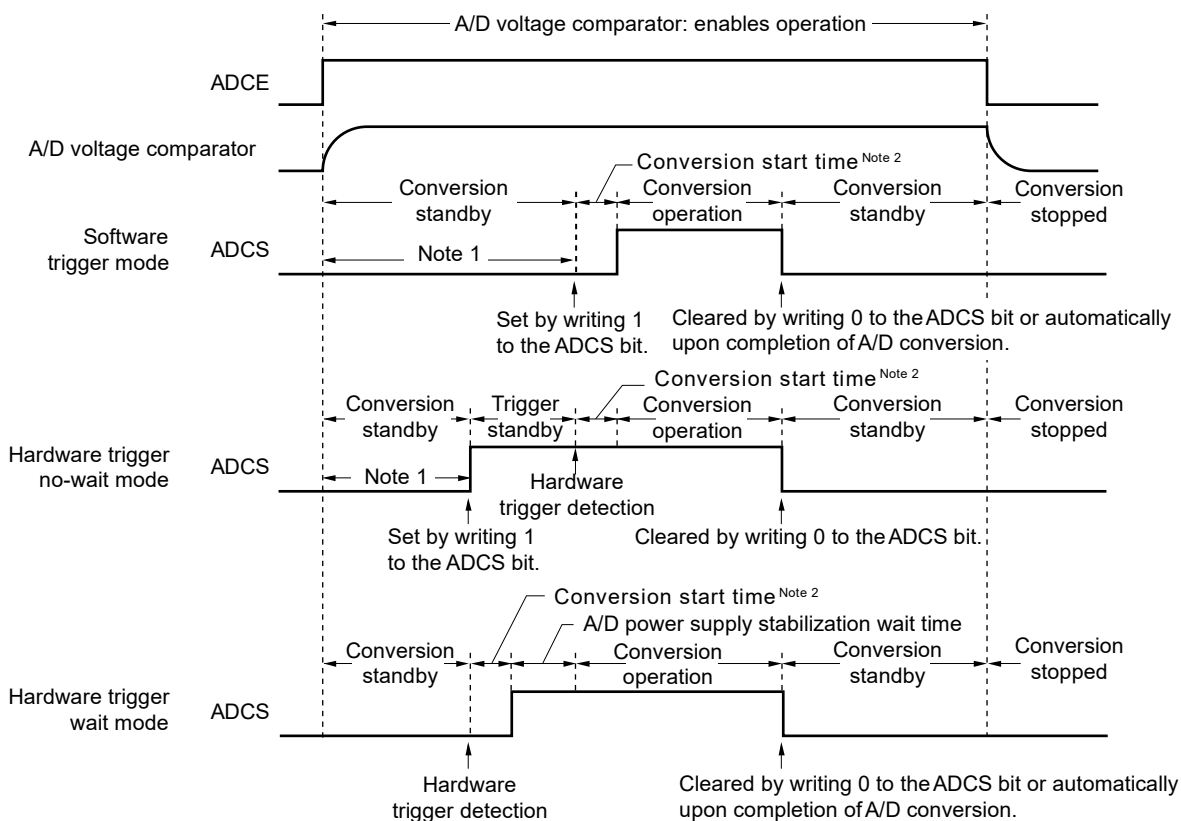 A/D voltage comparator: enables operation
ADCE
A/D voltage comparator
Conversion start time Note 2
Conversion
standby
Conversion
operation
Conversion
standby
Conversion
stopped
Software
trigger mode
ADCS
Note 1
Set by writing 1
to the ADCS bit.
Cleared by writing 0 to the ADCS bit or automatically
upon completion of A/D conversion.
Conversion start time Note 2
Conversion
standby
Trigger
standby
Conversion
operation
Conversion
standby
Conversion
stopped
Hardware trigger
no-wait mode
ADCS
Note 1
Hardware
trigger detection
Set by writing 1
to the ADCS bit.
Cleared by writing 0 to the ADCS bit.
Conversion start time Note 2
A/D power supply stabilization wait time
Conversion
standby
Conversion
operation
Conversion
standby
Conversion
stopped
Hardware trigger
wait mode
ADCS
Hardware
trigger detection
Cleared by writing 0 to the ADCS bit or automatically
upon completion of A/D conversion.